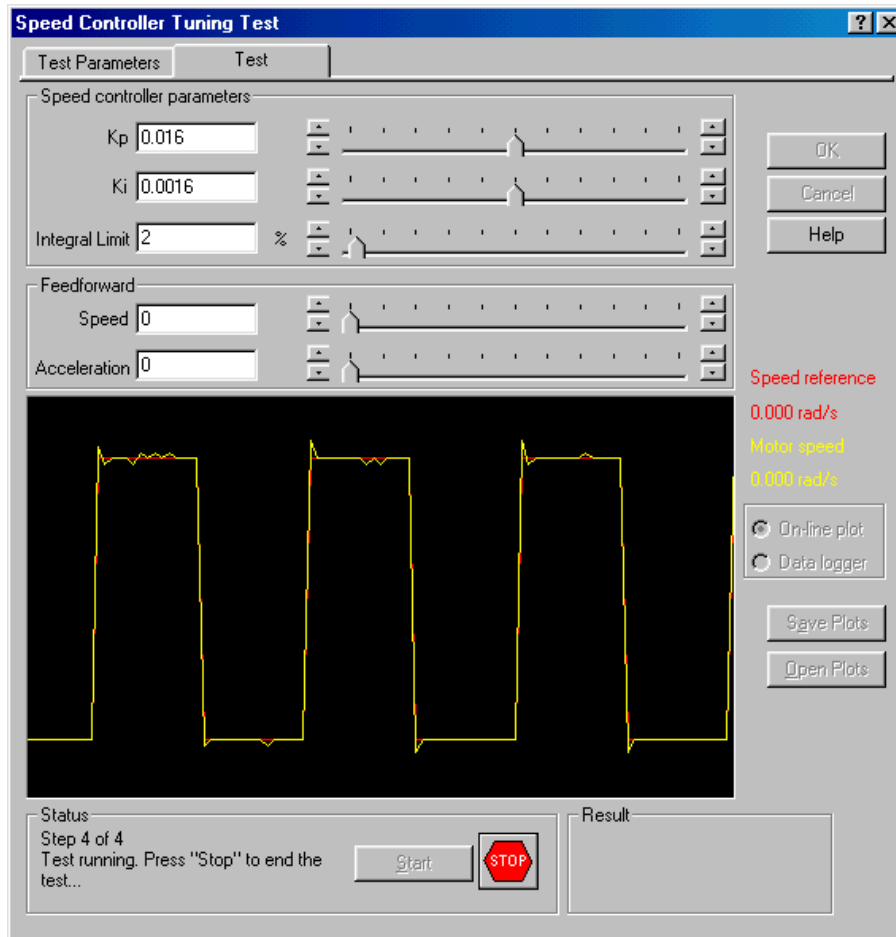 Speed Controller Tuning Test
Test Parameters
Test
Speed controller parameters
Kp 0.016
Ki 0.0016
Integral Limit 2 %
OK
Cancel
Help
Feedforward
Speed 0
Acceleration 0
Speed reference
0.000 rad/s
Motor speed
0.000 rad/s
On-line plot
Data logger
Save Plots
Open Plots
Status
Step 4 of 4
Test running. Press "Stop" to end the
test...
Start
STOP
Result